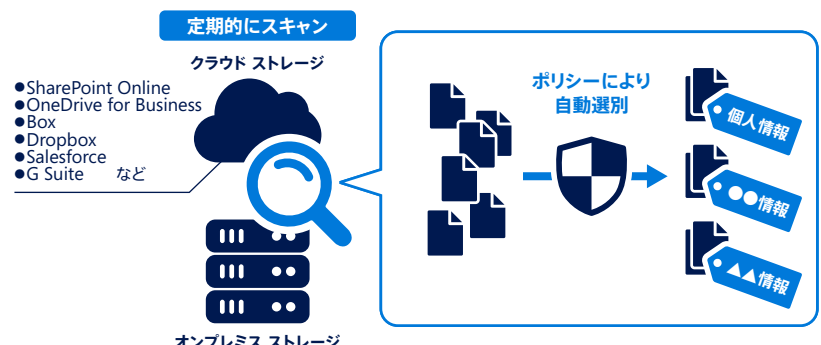 定期的にスキャン
クラウド ストレージ
●SharePoint Online
●OneDrive for Business
●Box
●Dropbox
●Salesforce
●G Suite など
オンプレミス ストレージ
ポリシーにより
自動選別
個人情報
●●情報
▲▲情報